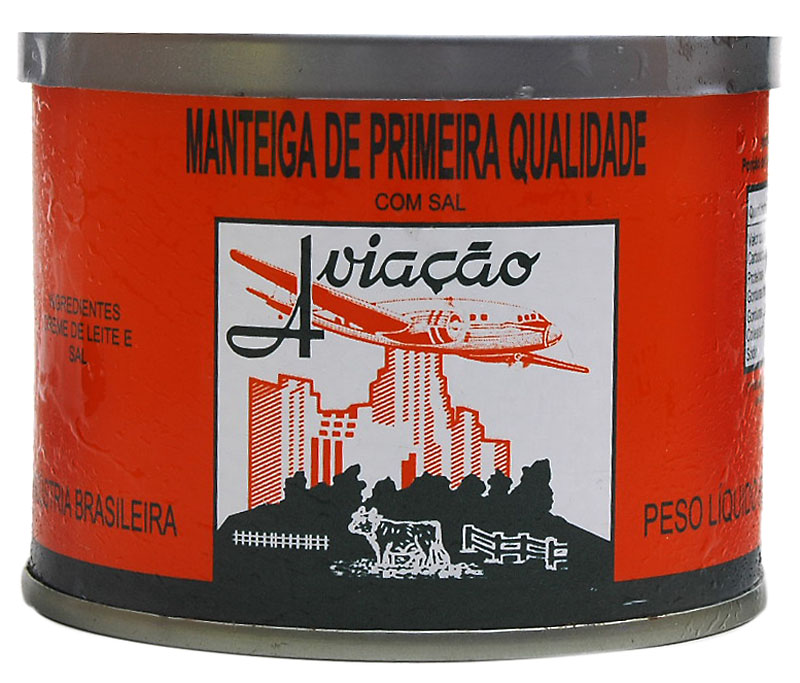 MANTEIGA DE PRIMEIRA QUALIDADE
COM SAL
Aviação
INGREDIENTES
CREME DE LEITE E
SAL
INDÚSTRIA BRASILEIRA
PESO LÍQUIDO